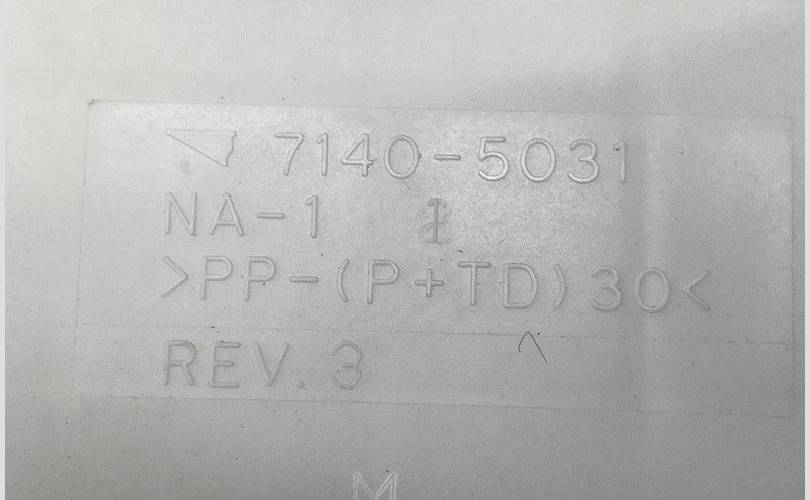 7140-5031
NA-1
>PP-(P+TD)30<
REV. 3
M